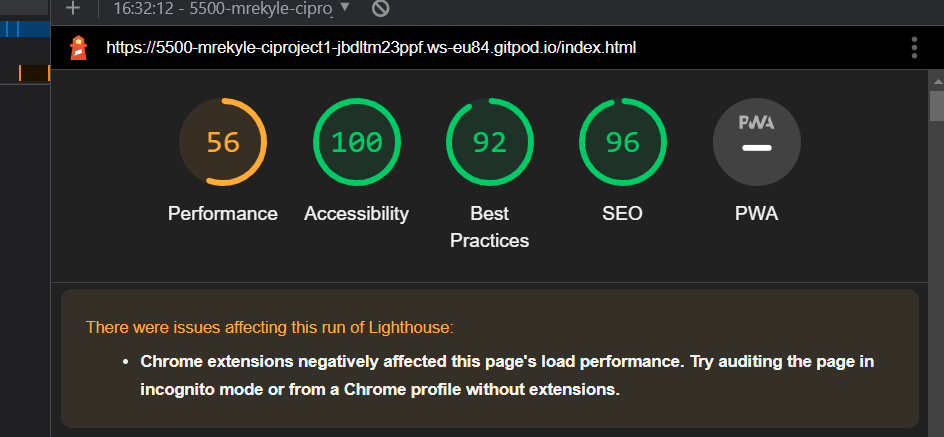 16:32:12 - 5500-mrekyle-ciproj
https://5500-mrekyle-ciproject1-jbdltm23ppf.ws-eu84.gitpod.io/index.html
56 100 92 96 PWA
Performance Accessibility Best Practices SEO PWA
There were issues affecting this run of Lighthouse:
• Chrome extensions negatively affected this page's load performance. Try auditing the page in
incognito mode or from a Chrome profile without extensions.